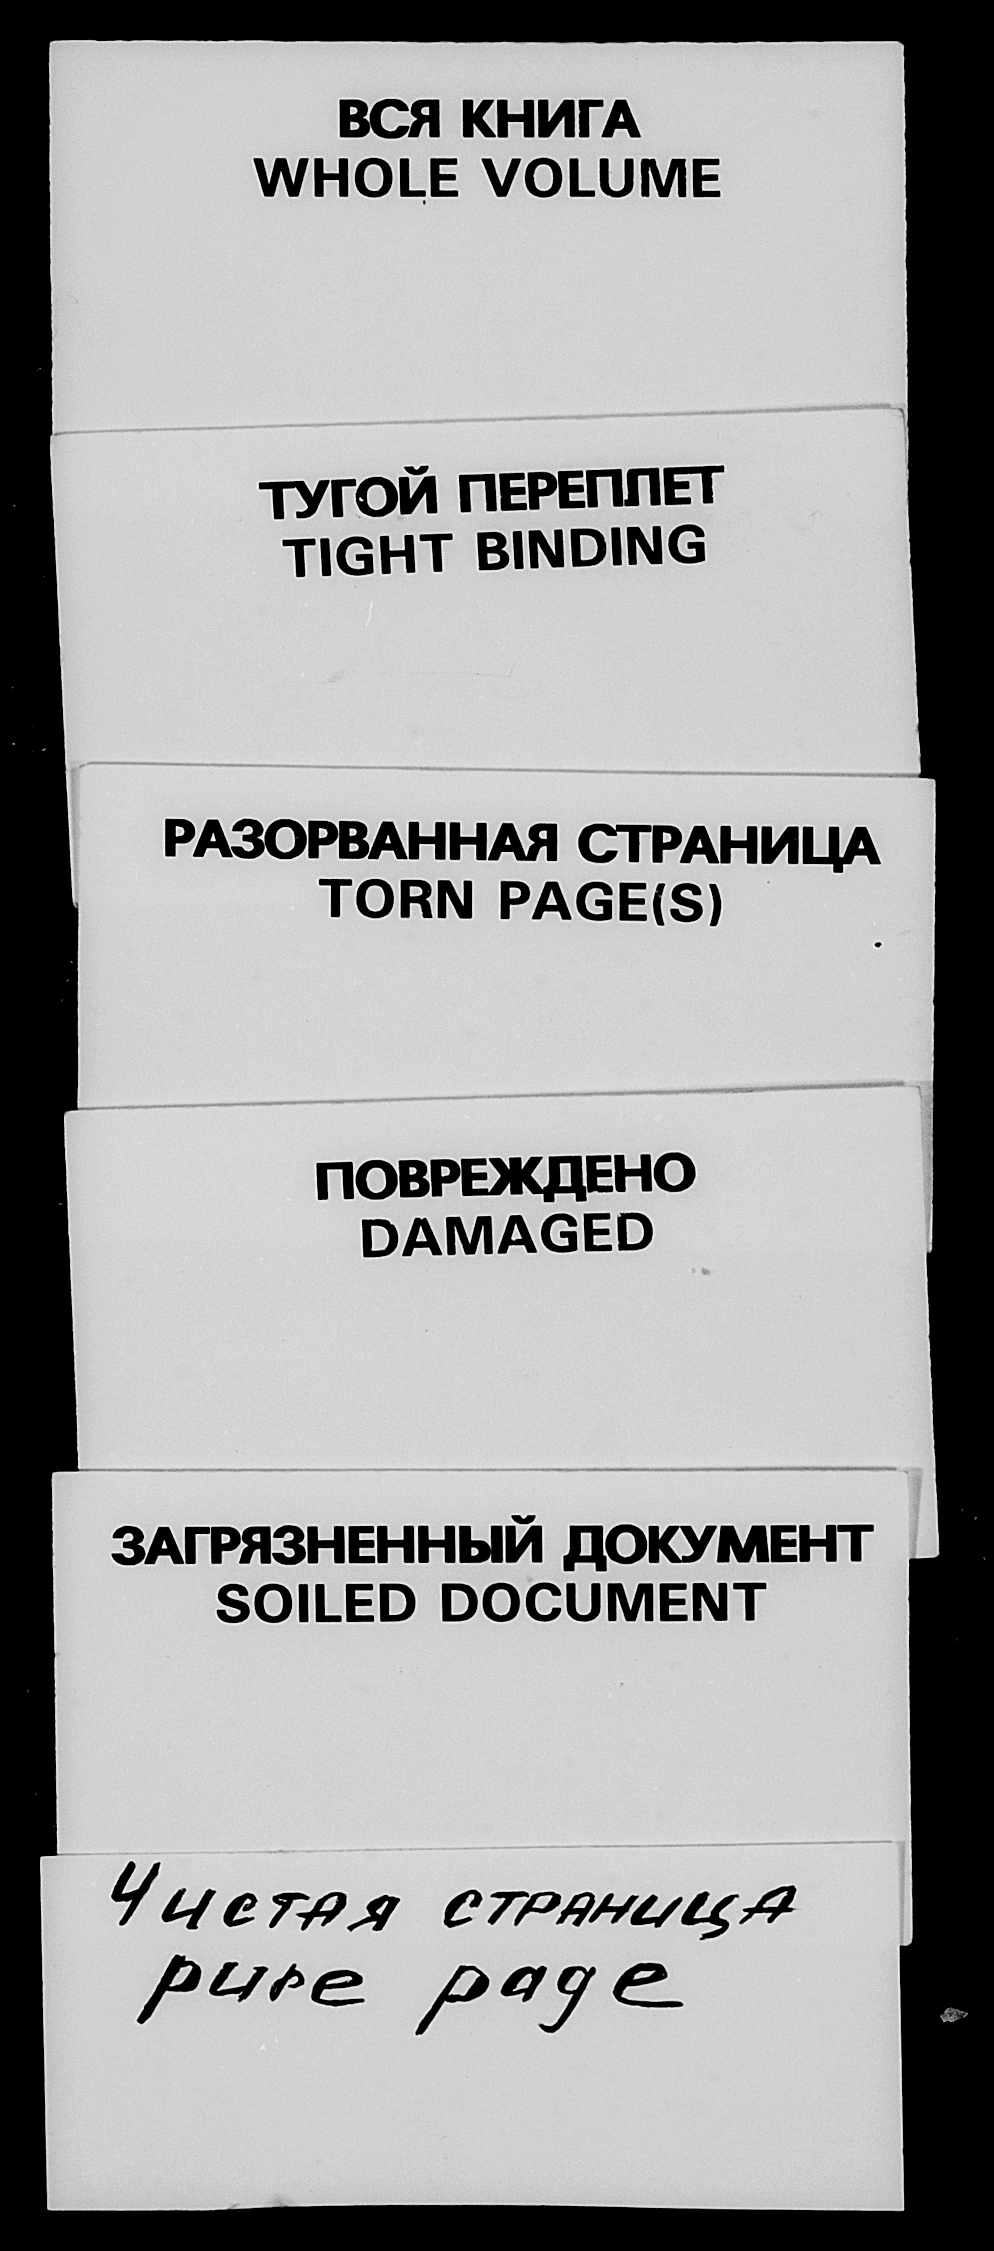 ВСЯ КНИГА
WHOLE VOLUME
ТУГОЙ ПЕРЕПЛЕТ
TIGHT BINDING
РАЗОРВАННАЯ СТРАНИЦА
TORN PAGE(S)
ПОВРЕЖДЕНО
DAMAGED
ЗАГРЯЗНЕННЫЙ ДОКУМЕНТ
SOILED DOCUMENT
Чистая страница
pure page